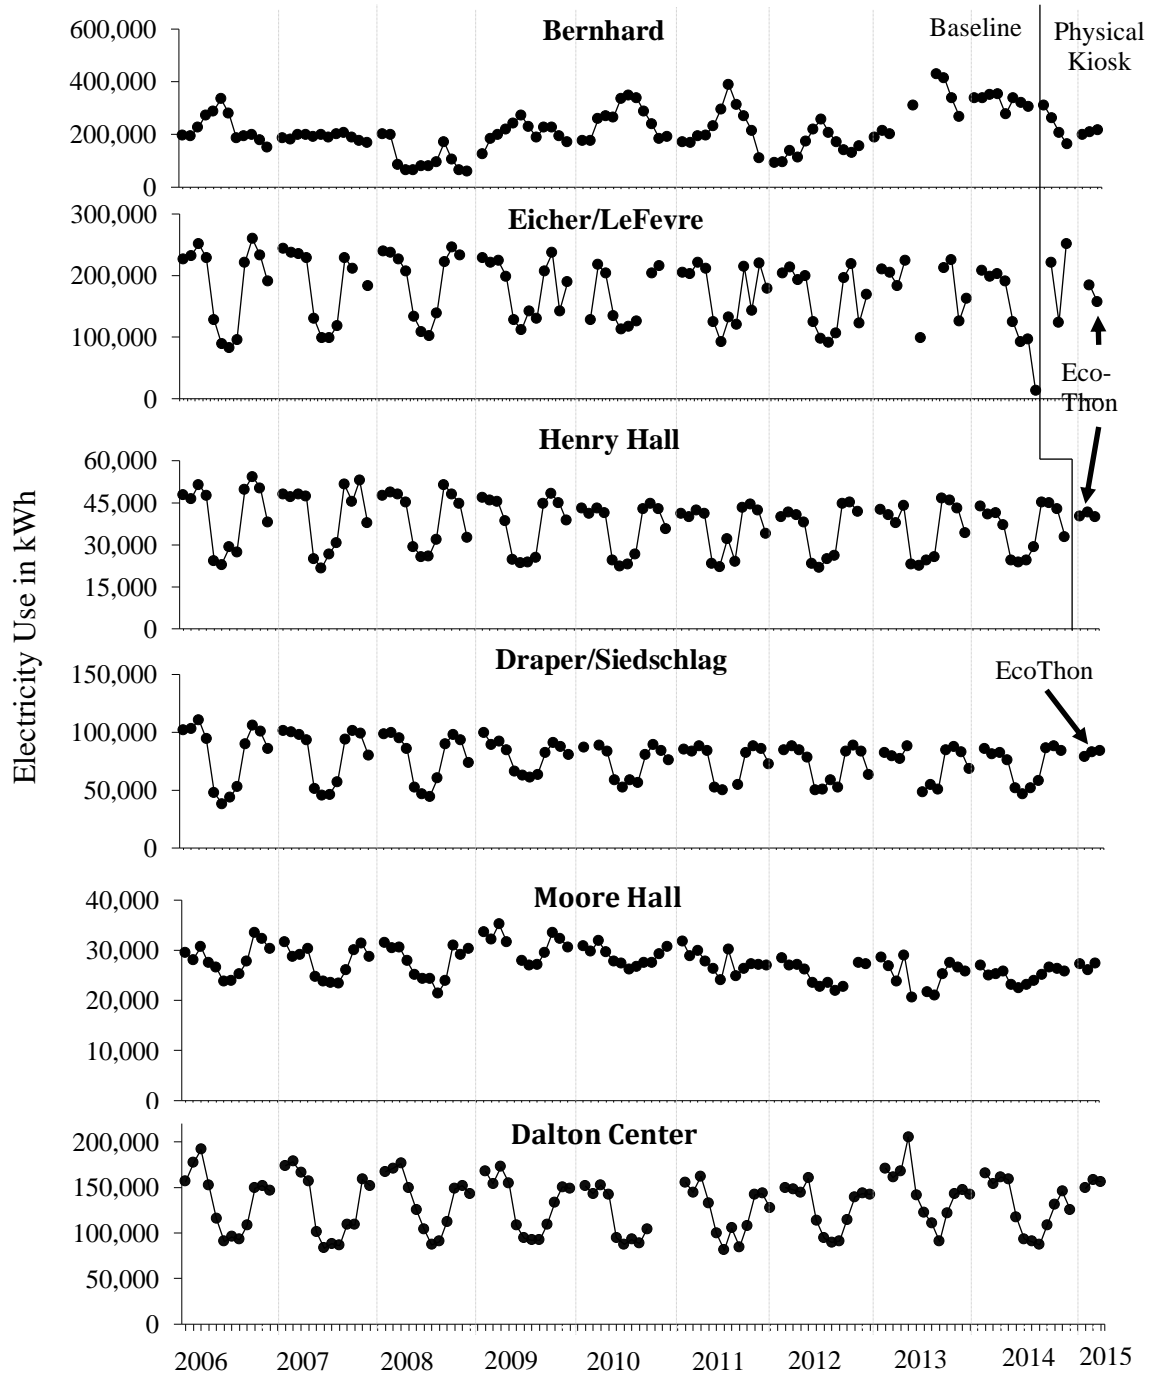 Electricity Use in kWh
Bernhard
Baseline
Physical
Kiosk
600,000
400,000
200,000
0
Eicher/LeFevre
300,000
200,000
100,000
0
Eco-
Thon
Henry Hall
60,000
45,000
30,000
15,000
0
Draper/Siedschlag
EcoThon
150,000
100,000
50,000
0
Moore Hall
40,000
30,000
20,000
10,000
0
Dalton Center
200,000
150,000
100,000
50,000
0
2006 2007 2008 2009 2010 2011 2012 2013 2014 2015